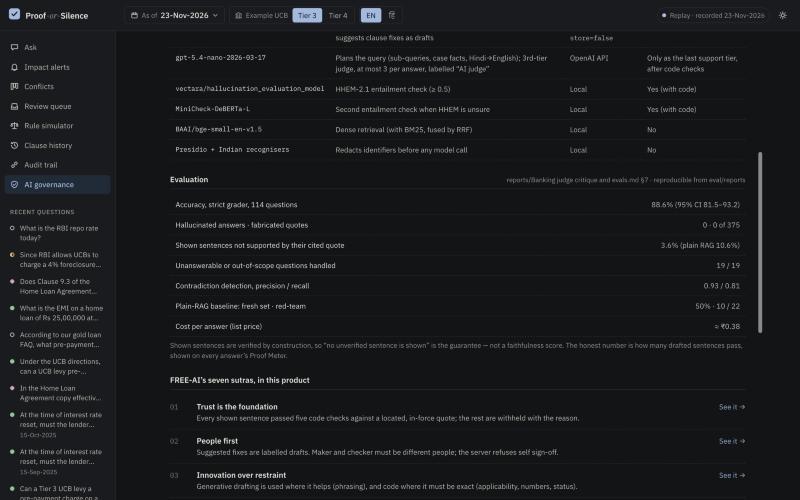 Proof-or-Silence
As of 23-Nov-2026
Example UCB Tier 3 Tier 4
EN हि
Replay · recorded 23-Nov-2026
Ask
Impact alerts
Conflicts
Review queue
Rule simulator
Clause history
Audit trail
AI governance
RECENT QUESTIONS
What is the RBI repo rate
today?
Since RBI allows UCBs to
charge a 4% foreclosure...
Does Clause 9.3 of the
Home Loan Agreement...
What is the EMI on a home
loan of Rs 25,00,000 at...
According to our gold loan
FAQ, what pre-payment...
Under the UCB directions,
can a UCB levy pre-...
In the Home Loan
Agreement copy effectiv...
At the time of interest rate
reset, must the lender...
15-Oct-2025
At the time of interest rate
reset, must the lender...
15-Sep-2025
Can a Tier 3 UCB levy a
pre-payment charge on a
suggests clause fixes as drafts store=false
gpt-5.4-nano-2026-03-17 Plans the query (sub-queries, case facts, Hindi→English); 3rd-tier OpenAI API Only as the last support tier,
judge, at most 3 per answer, labelled "AI judge" after code checks
vectara/hallucination_evaluation_model HHEM-2.1 entailment check (≥ 0.5) Local Yes (with code)
MiniCheck-DeBERTa-L Second entailment check when HHEM is unsure Local Yes (with code)
BAAI/bge-small-en-v1.5 Dense retrieval (with BM25, fused by RRF) Local No
Presidio + Indian recognisers Redacts identifiers before any model call Local No
Evaluation reports/Banking judge critique and evals.md §7 · reproducible from eval/reports
Accuracy, strict grader, 114 questions 88.6% (95% CI 81.5–93.2)
Hallucinated answers · fabricated quotes 0 · 0 of 375
Shown sentences not supported by their cited quote 3.6% (plain RAG 10.6%)
Unanswerable or out-of-scope questions handled 19 / 19
Contradiction detection, precision / recall 0.93 / 0.81
Plain-RAG baseline: fresh set · red-team 50% · 10 / 22
Cost per answer (list price) ≈ ₹0.38
Shown sentences are verified by construction, so "no unverified sentence is shown" is the guarantee — not a faithfulness score. The honest number is how many drafted sentences pass,
shown on every answer's Proof Meter.
FREE-AI's seven sutras, in this product
01 Trust is the foundation See it →
Every shown sentence passed five code checks against a located, in-force quote; the rest are withheld with the reason.
02 People first See it →
Suggested fixes are labelled drafts. Maker and checker must be different people; the server refuses self sign-off.
03 Innovation over restraint See it →
Generative drafting is used where it helps (phrasing), and code where it must be exact (applicability, numbers, status).